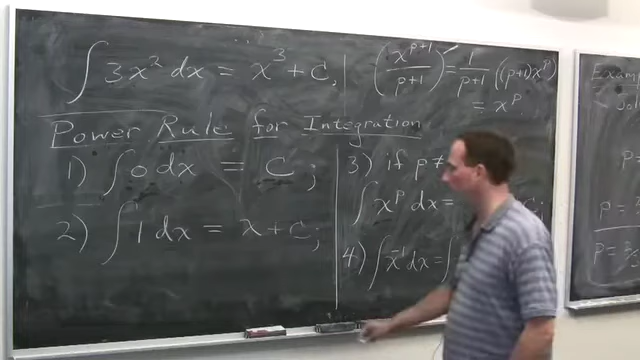 ∫ 3x² dx = x³ + C,
Power Rule for Integration
1) ∫ 0 dx = C ;
2) ∫ 1 dx = x + C ;
(x^(p+1)/(p+1))′ = 1/(p+1) ((p+1)x^p)
= x^p
3) if p ≠
∫ x^p dx = C ;
4) ∫ x⁻¹ dx = ∫
Example
p =
p =